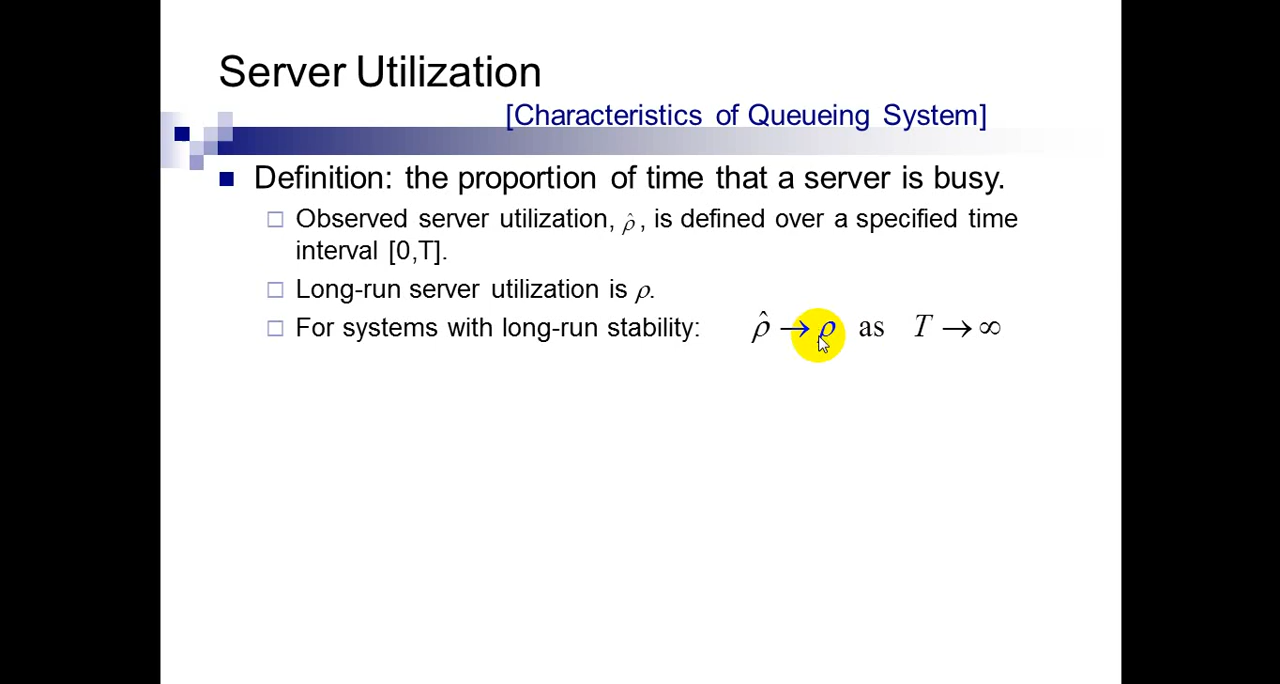 Server Utilization
[Characteristics of Queueing System]
Definition: the proportion of time that a server is busy.
Observed server utilization, ρ̂ , is defined over a specified time
interval [0,T].
Long-run server utilization is ρ.
For systems with long-run stability: ρ̂ → ρ as T → ∞